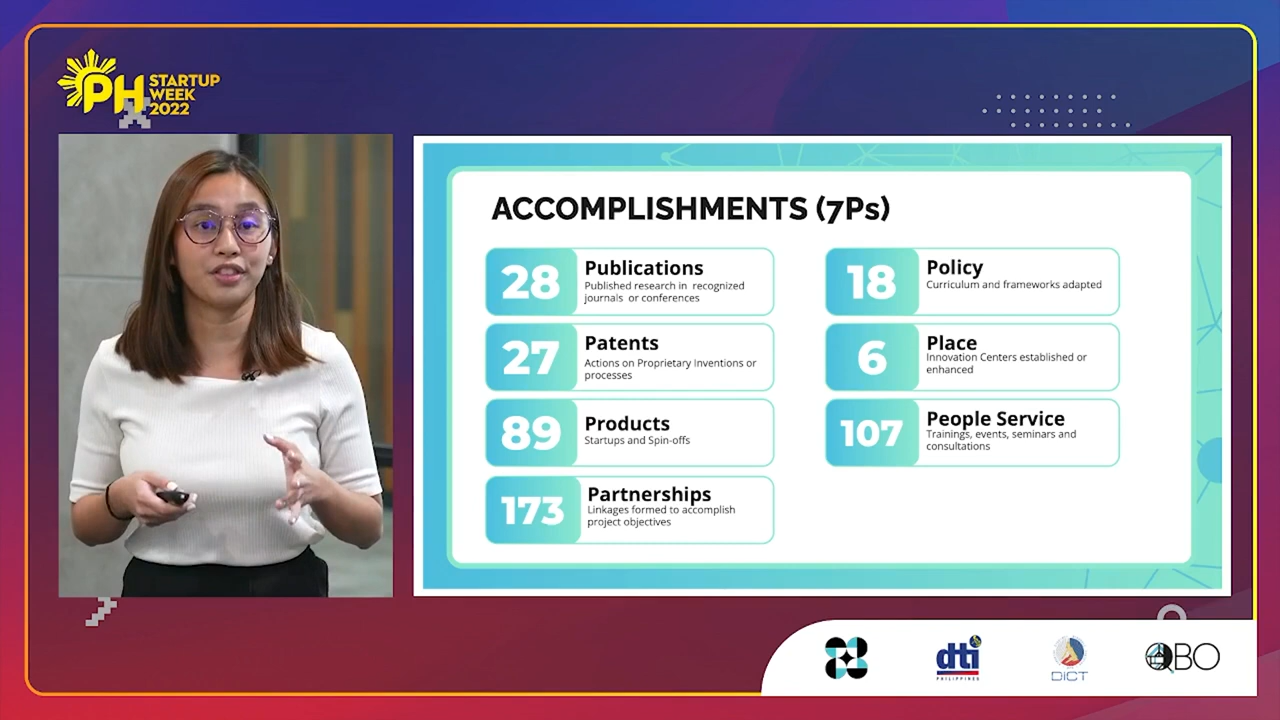 PH STARTUP
WEEK
2022
ACCOMPLISHMENTS (7Ps)
28
Publications
Published research in recognized
journals or conferences
27
Patents
Actions on Proprietary Inventions or
processes
89
Products
Startups and Spin-offs
173
Partnerships
Linkages formed to accomplish
project objectives
18
Policy
Curriculum and frameworks adapted
6
Place
Innovation Centers established or
enhanced
107
People Service
Trainings, events, seminars and
consultations
dti
PHILIPPINES
DICT
QBO